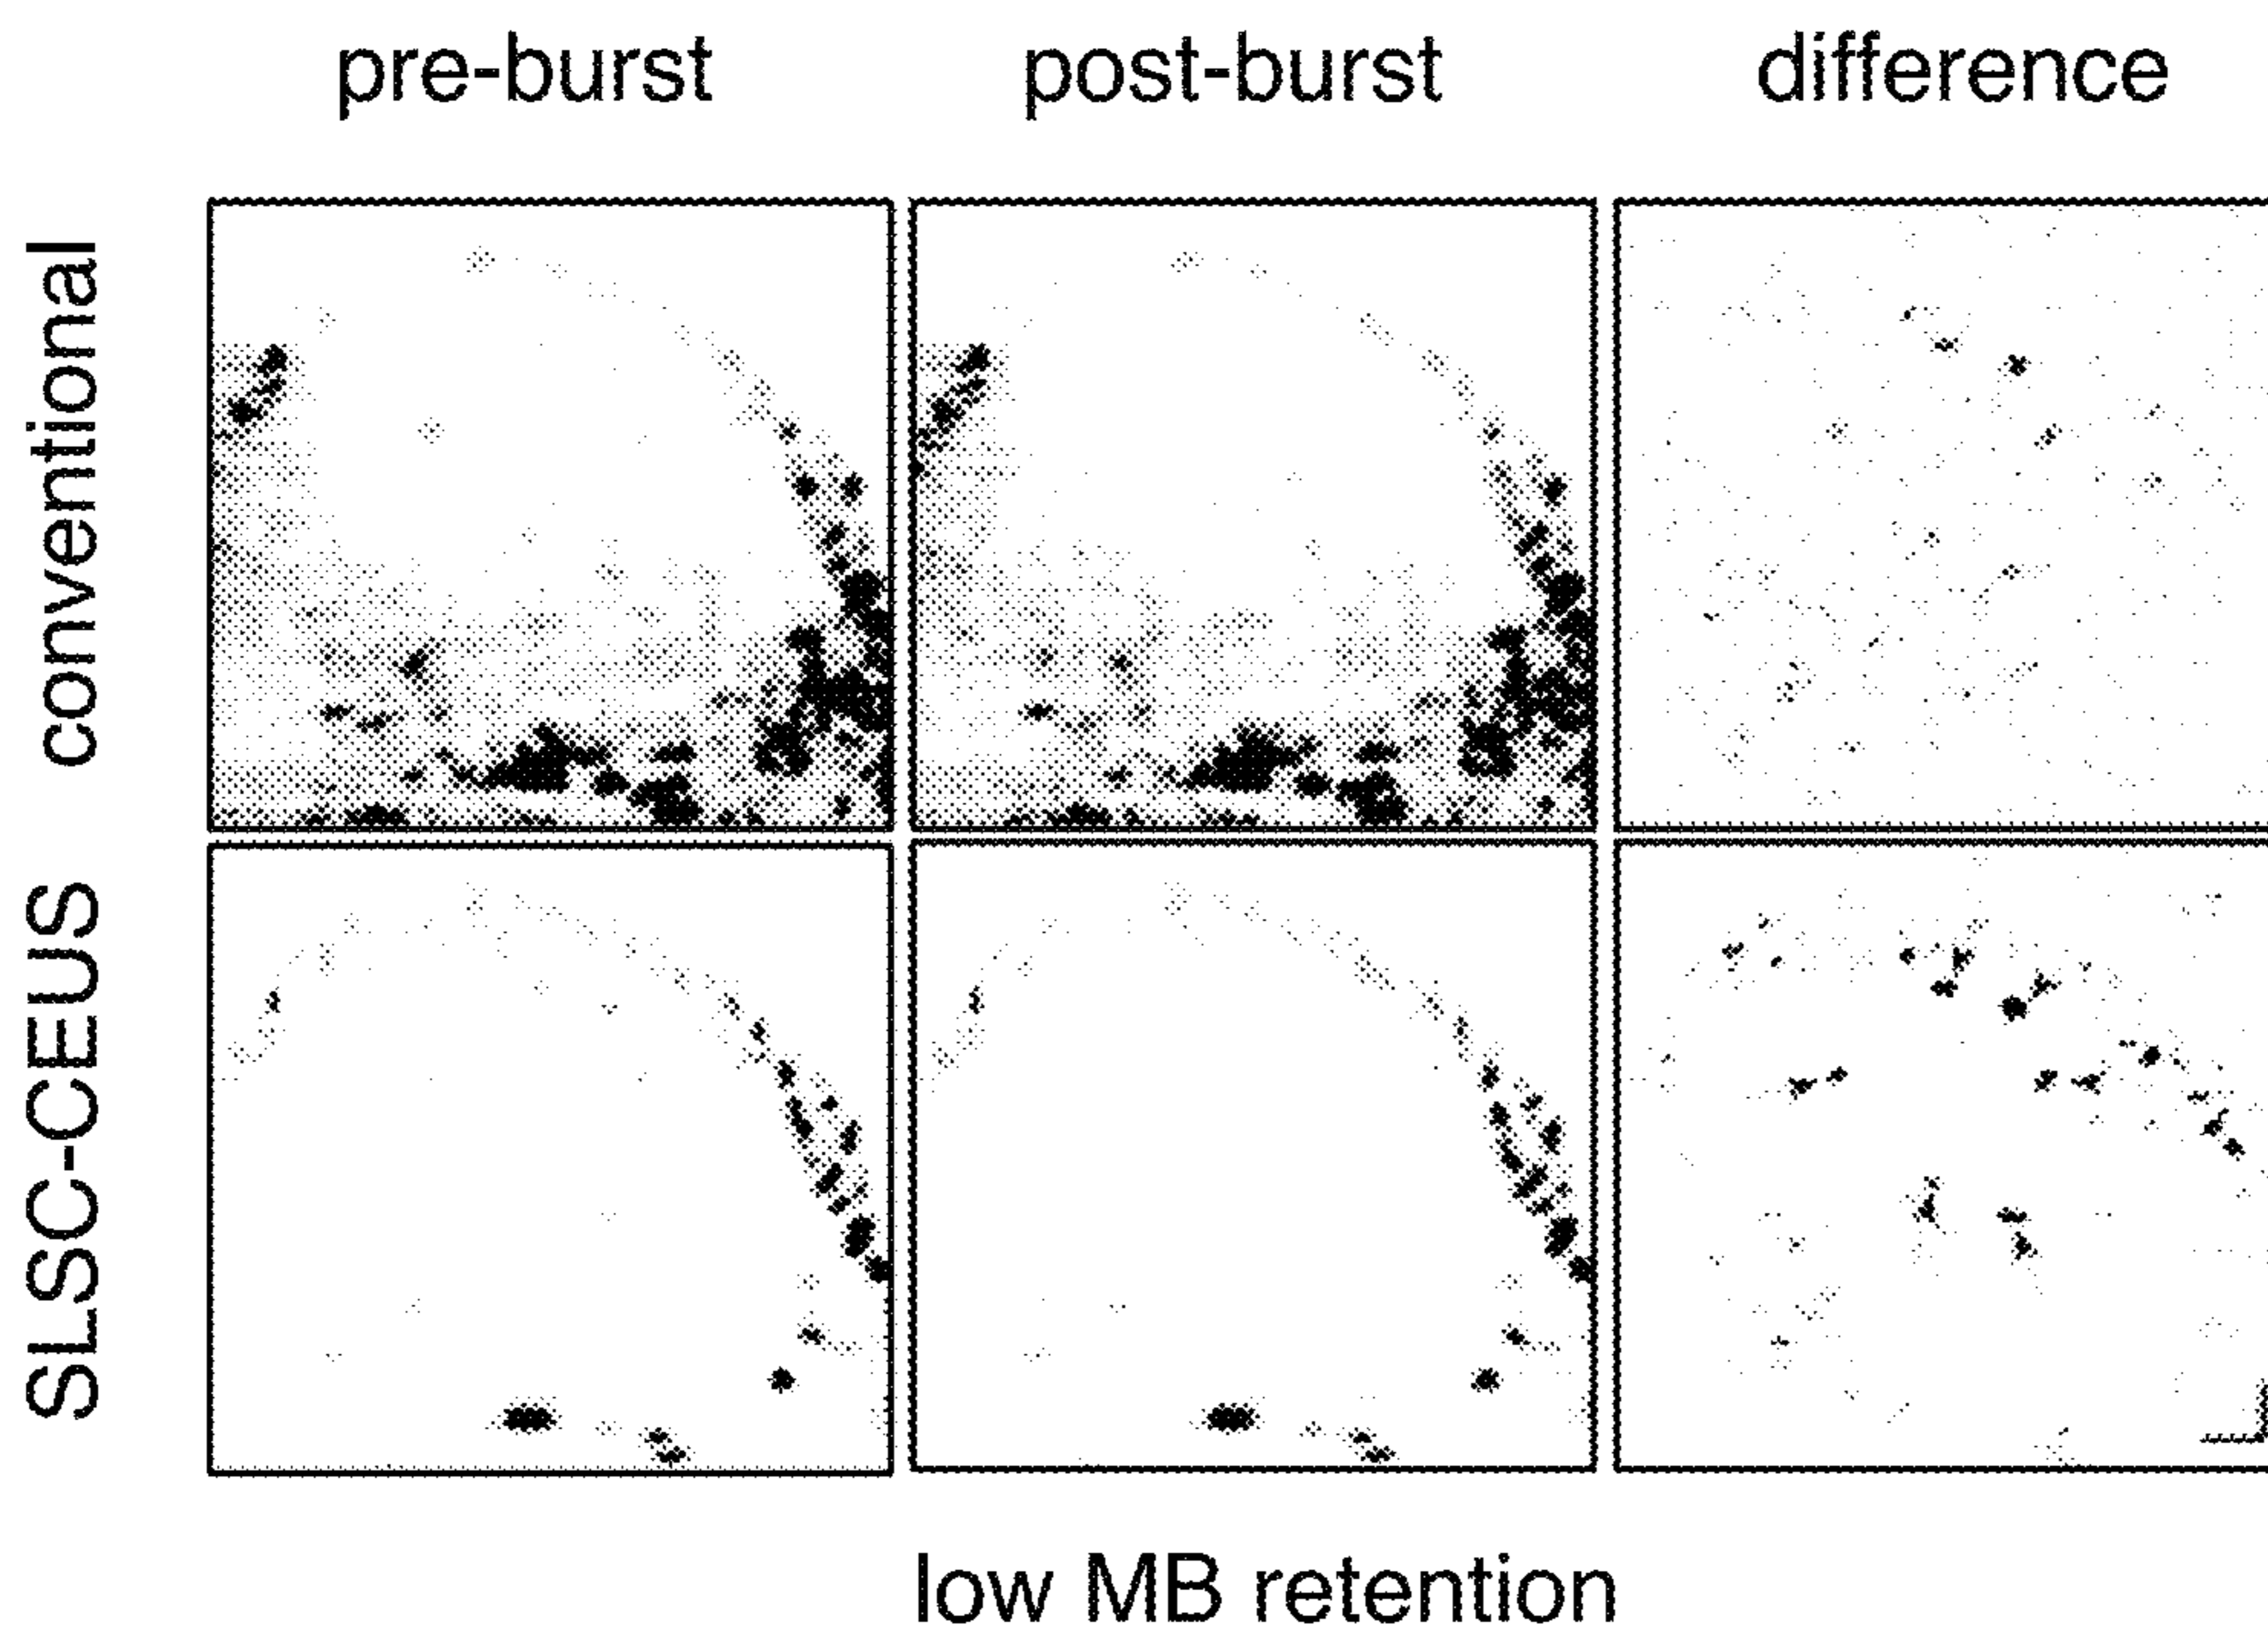 pre-burst post-burst difference
conventional
SLSC-CEUS
low MB retention